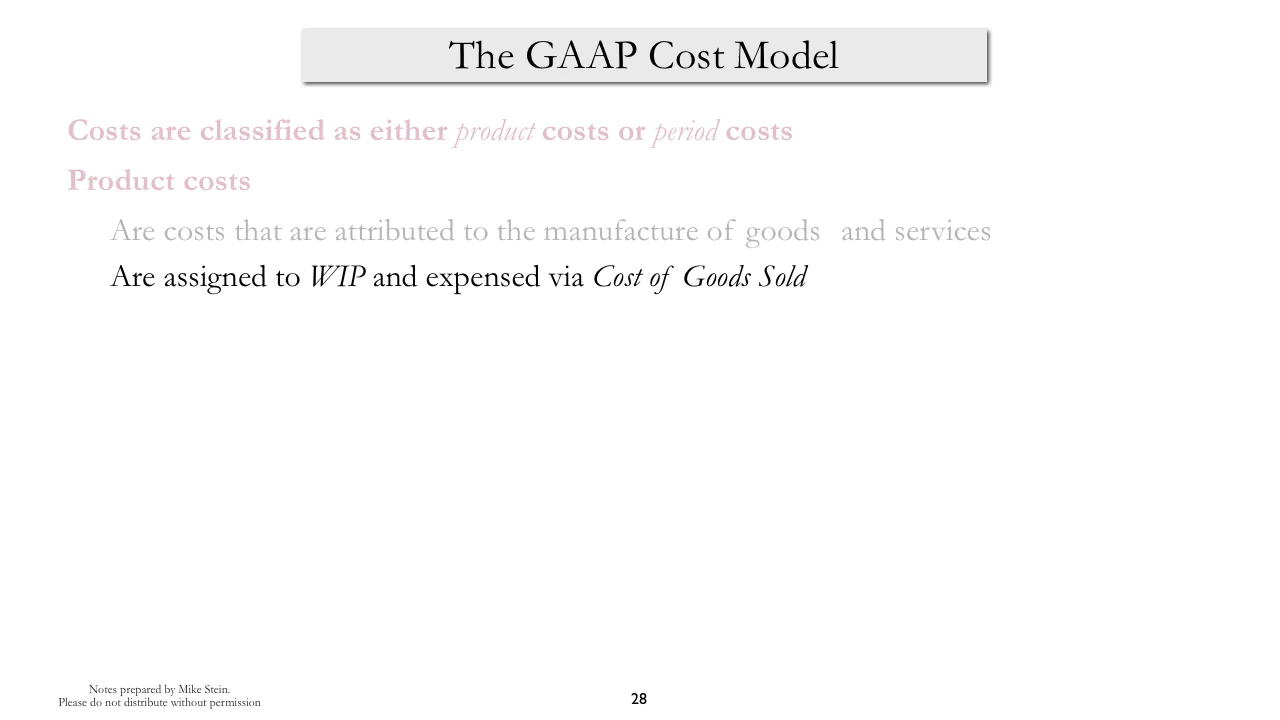 The GAAP Cost Model
Costs are classified as either product costs or period costs
Product costs
Are costs that are attributed to the manufacture of goods and services
Are assigned to WIP and expensed via Cost of Goods Sold
Notes prepared by Mike Stein.
Please do not distribute without permission
28